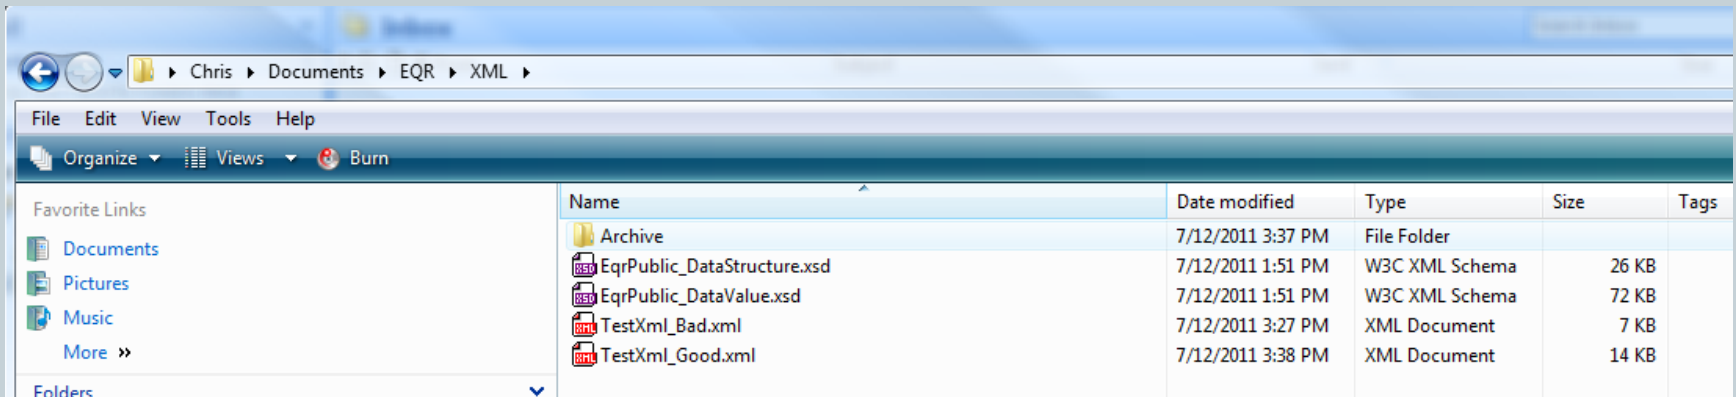 Inbox
Chris Documents EQR XML
File Edit View Tools Help
Organize Views Burn
Favorite Links
Documents
Pictures
Music
More »
Folders
Name Date modified Type Size Tags
Archive 7/12/2011 3:37 PM File Folder
EqrPublic_DataStructure.xsd 7/12/2011 1:51 PM W3C XML Schema 26 KB
EqrPublic_DataValue.xsd 7/12/2011 1:51 PM W3C XML Schema 72 KB
TestXml_Bad.xml 7/12/2011 3:27 PM XML Document 7 KB
TestXml_Good.xml 7/12/2011 3:38 PM XML Document 14 KB